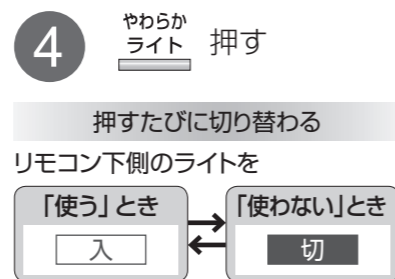 4
やわらか
ライト 押す
押すたびに切り替わる
リモコン下側のライトを
「使う」とき 「使わない」とき
入 切